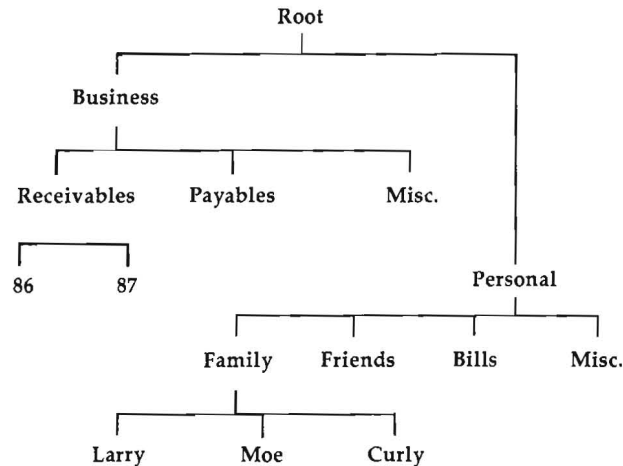 Root
Business
Receivables Payables Misc.
86 87
Personal
Family Friends Bills Misc.
Larry Moe Curly